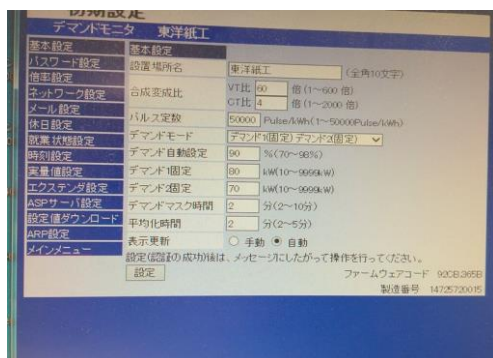 初期設定
デマンドモニタ 東洋紙工
基本設定
パスワード設定
倍率設定
ネットワーク設定
メール設定
休日設定
就業状態設定
時刻設定
実量値設定
エクステンダ設定
ASPサーバ設定
設定値ダウンロード
ARP設定
メインメニュー
基本設定
設置場所名 東洋紙工 (全角10文字)
合成変成比 VT比 60 倍(1~600 倍)
CT比 4 倍(1~2000 倍)
パルス定数 50000 Pulse/kWh(1~50000Pulse/kWh)
デマンドモード デマンド1(固定) デマンド2(固定)
デマンド自動設定 90 %(70~98%)
デマンド1固定 80 kW(10~9999kW)
デマンド2固定 70 kW(10~9999kW)
デマンドマスク時間 2 分(2~10分)
平均化時間 2 分(2~5分)
表示更新 手動 自動
設定(認証の成功)後は、メッセージにしたがって操作を行ってください。
設定
ファームウェアコード 92CB.365B
製造番号 14725720015